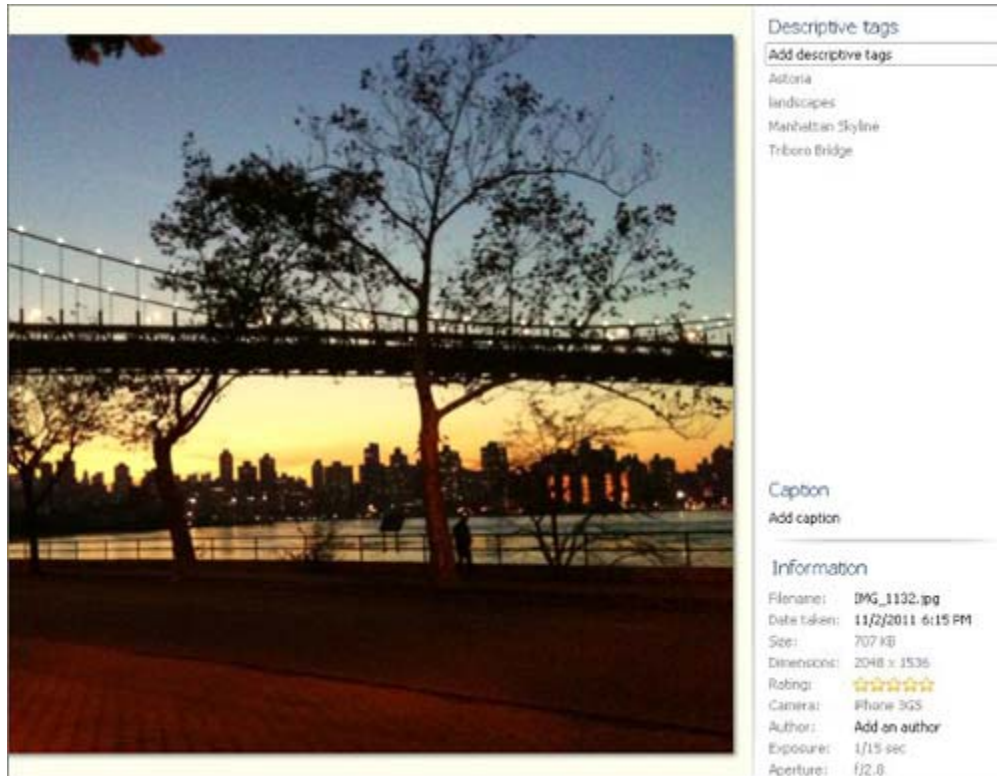 Descriptive tags
Add descriptive tags
Astoria
landscapes
Manhattan Skyline
Triboro Bridge
Caption
Add caption
Information
Filename: IMG_1132.jpg
Date taken: 11/2/2011 6:15 PM
Size: 707 KB
Dimensions: 2048 x 1536
Rating:
Camera: iPhone 3GS
Author: Add an author
Exposure: 1/15 sec
Aperture: f/2.8